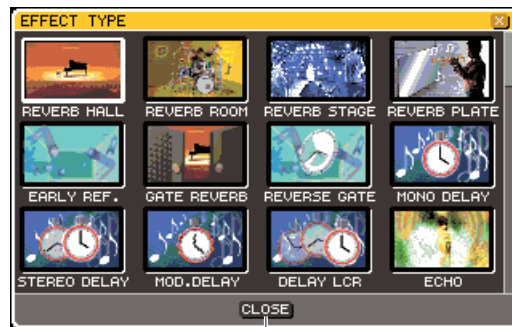 EFFECT TYPE
REVERB HALL REVERB ROOM REVERB STAGE REVERB PLATE
EARLY REF. GATE REVERB REVERSE GATE MONO DELAY
STEREO DELAY MOD.DELAY DELAY LCR ECHO
CLOSE